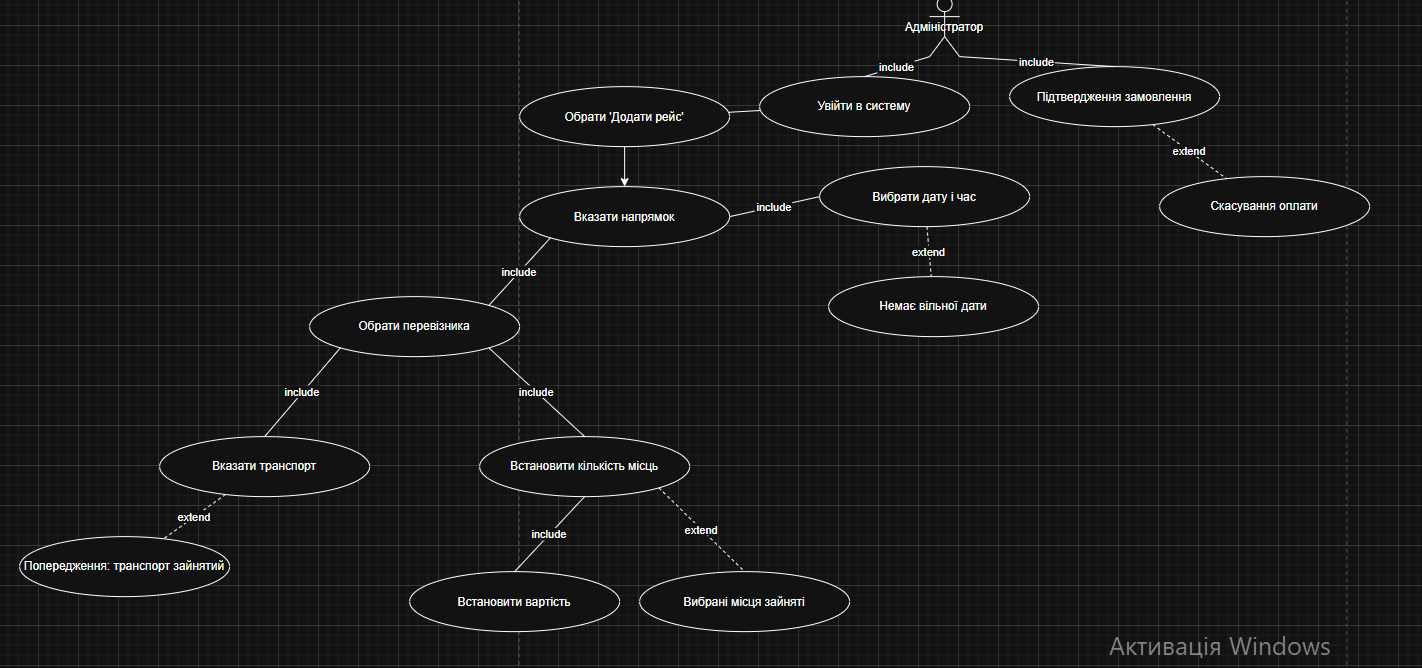 Адміністратор
include
include
Обрати 'Додати рейс'
Увійти в систему
Підтвердження замовлення
extend
Вказати напрямок
include
Вибрати дату і час
Скасування оплати
extend
include
Немає вільної дати
Обрати перевізника
include
include
Вказати транспорт
Встановити кількість місць
extend
include
extend
Попередження: транспорт зайнятий
Встановити вартість
Вибрані місця зайняті
Активація Windows